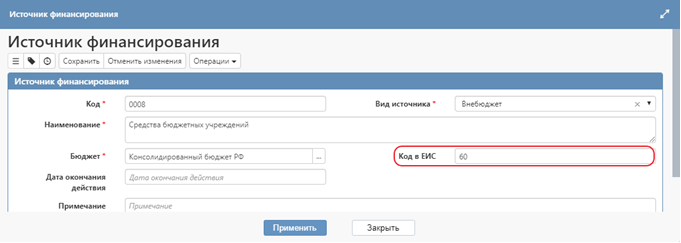 Источник финансирования
Источник финансирования
Сохранить Отменить изменения Операции
Источник финансирования
Код * 0008 Вид источника * Внебюджет
Наименование * Средства бюджетных учреждений
Бюджет * Консолидированный бюджет РФ ... Код в ЕИС 60
Дата окончания действия Дата окончания действия
Примечание Примечание
Применить Закрыть